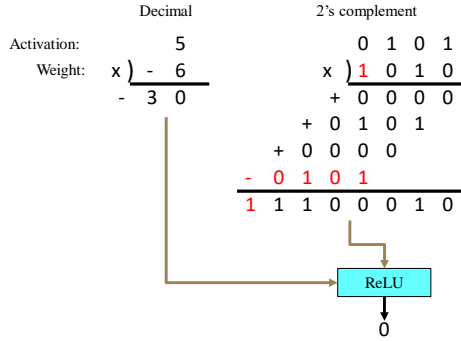 Decimal 2's complement
Activation: 5 0 1 0 1
Weight: x ) - 6 x ) 1 0 1 0
- 3 0 + 0 0 0 0
+ 0 1 0 1
+ 0 0 0 0
- 0 1 0 1
1 1 1 0 0 0 1 0
ReLU
0